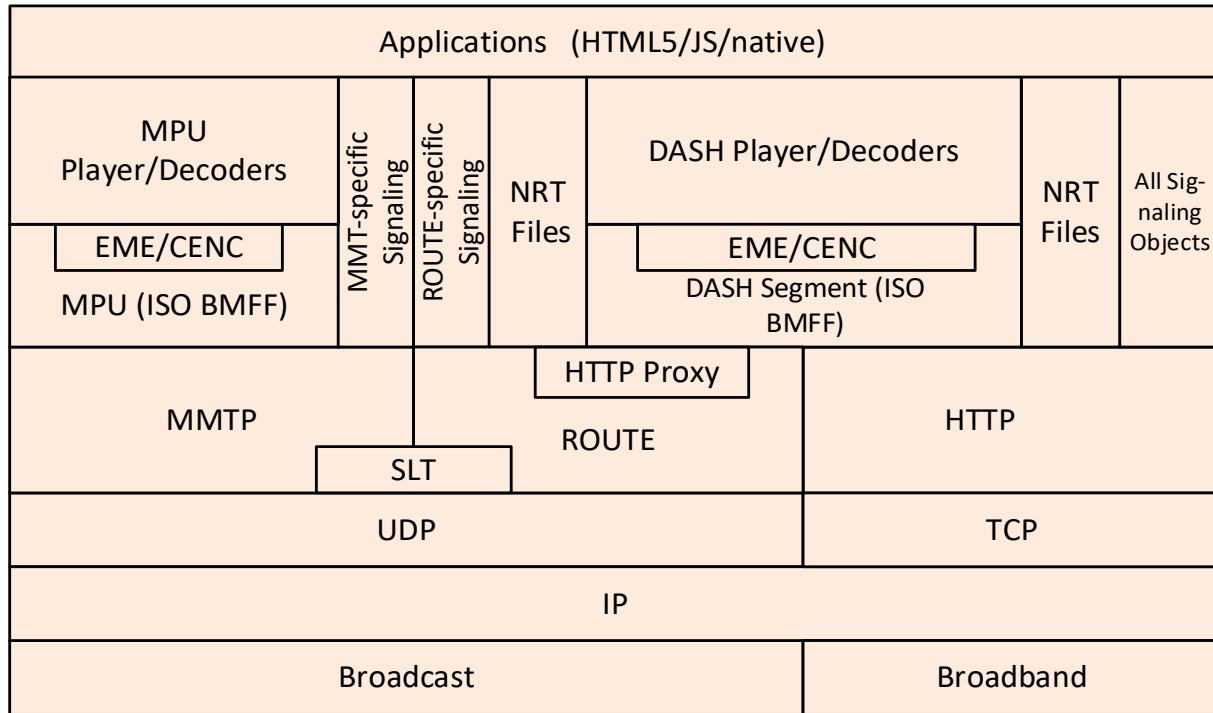 Applications (HTML5/JS/native)
MPU
Player/Decoders
EME/CENC
MPU (ISO BMFF)
MMT-specific
Signaling
ROUTE-specific
Signaling
NRT
Files
DASH Player/Decoders
EME/CENC
DASH Segment (ISO
BMFF)
NRT
Files
All Sig-
naling
Objects
MMTP
SLT
HTTP Proxy
ROUTE
HTTP
UDP
TCP
IP
Broadcast
Broadband